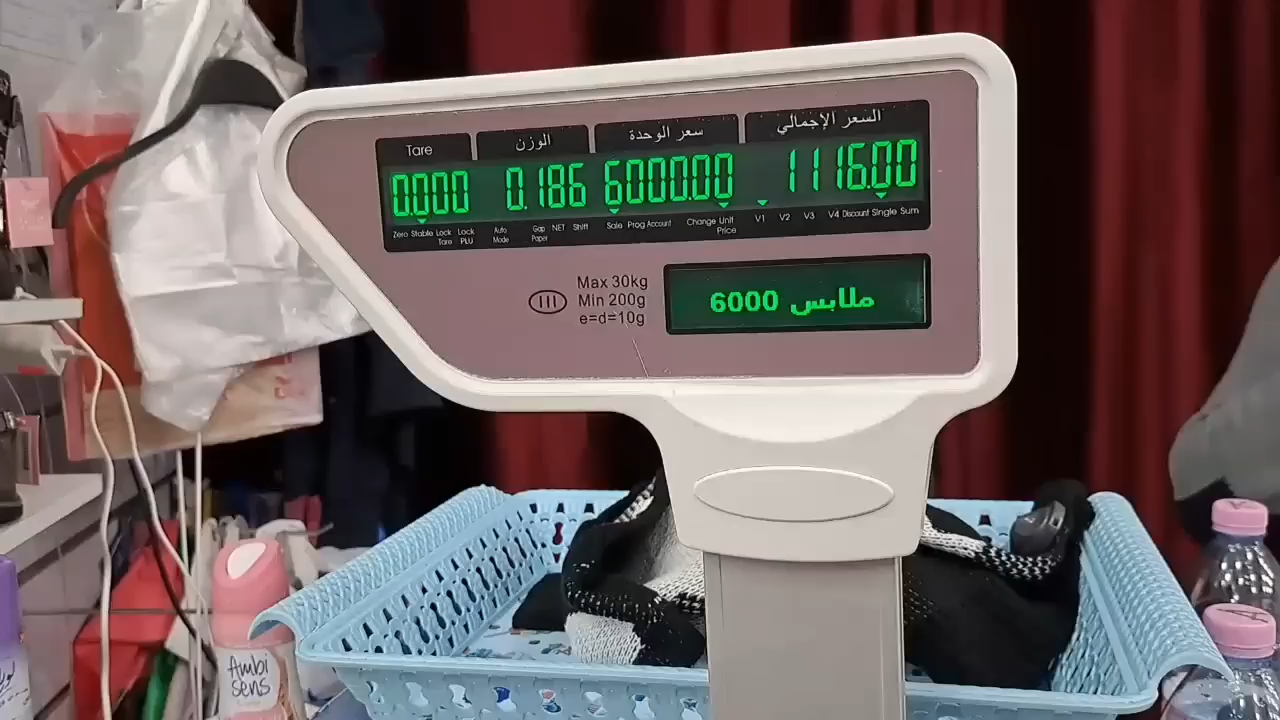 Tare الوزن سعر الوحدة السعر الإجمالي
0.000 0.186 6000.00 1116.00
Zero Stable Lock Tare Lock PLU Auto Mode Gap Paper NET Shift Sale Prog Account Change Unit Price V1 V2 V3 V4 Discount Single Sum
III
Max 30kg
Min 200g
e=d=10g
ملابس 6000
Ambi
sens